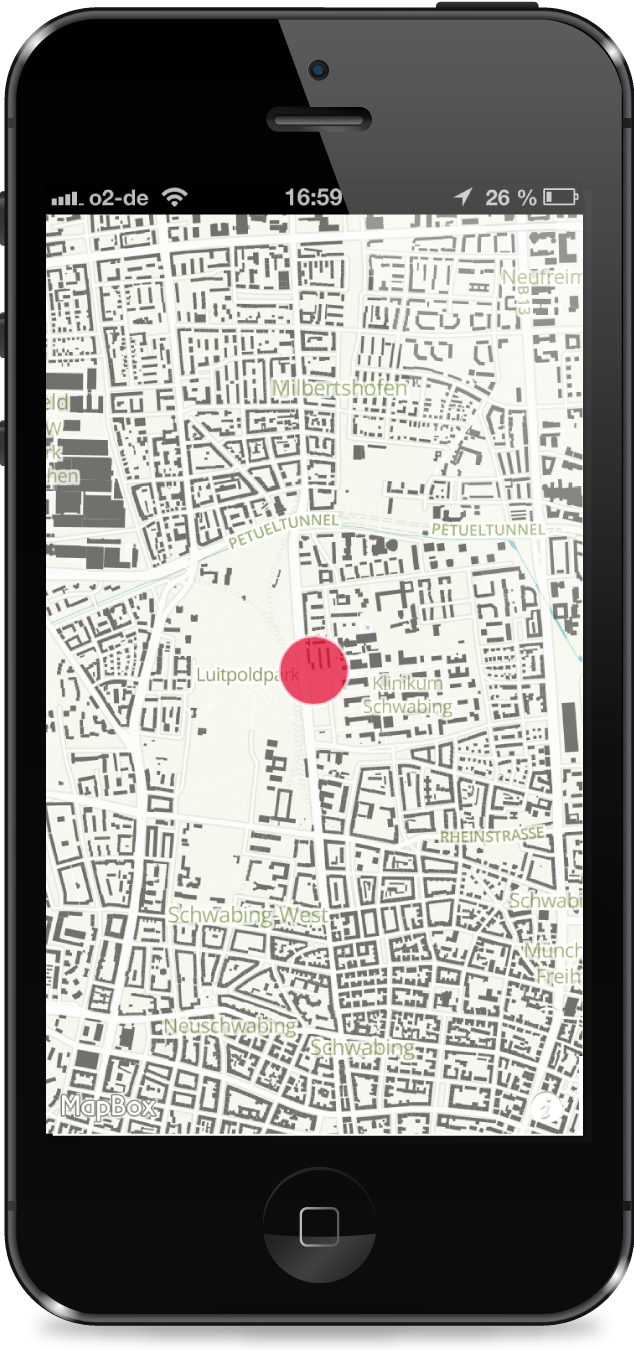 o2-de 16:59 26 %
Neufreim
B 13
Milbertshofen
eld
W
rk
hen
PETUELTUNNEL
PETUELTUNNEL
Luitpoldpark
Klinikum
Schwabing
RHEINSTRASSE
Schwabi
Schwabing-West
Münch
Freih
Neuschwabing
Schwabing
MapBox
i